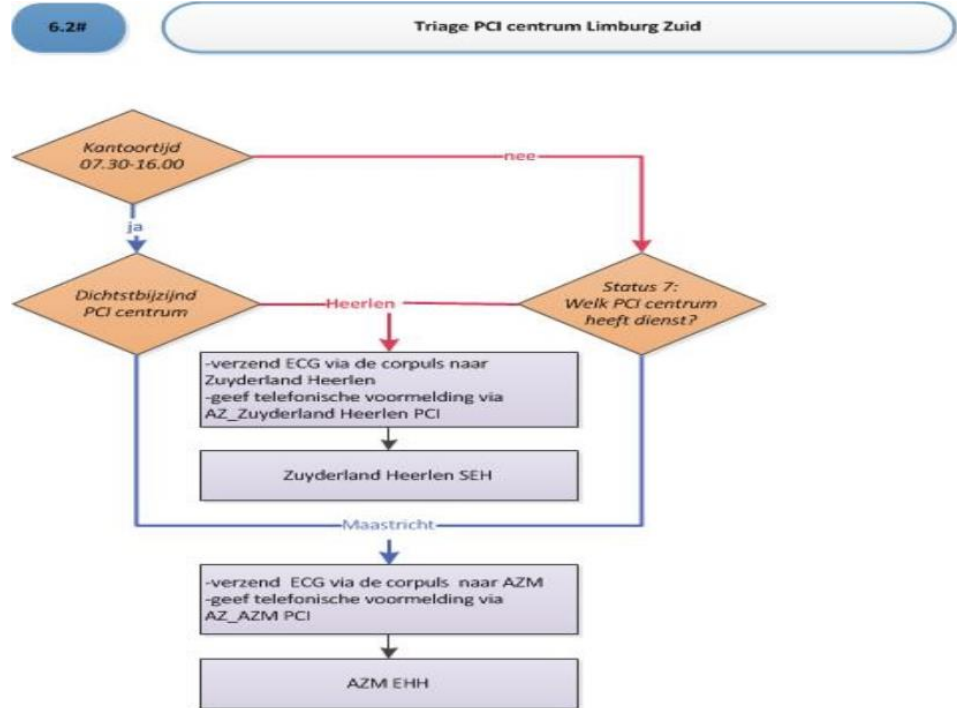 6.2#
Triage PCI centrum Limburg Zuid
Kantoortijd
07.30-16.00
nee
ja
Dichtstbijzijnd
PCI centrum
Heerlen
Status 7:
Welk PCI centrum
heeft dienst?
-verzend ECG via de corpuls naar
Zuyderland Heerlen
-geef telefonische voormelding via
AZ_Zuyderland Heerlen PCI
Zuyderland Heerlen SEH
Maastricht
-verzend ECG via de corpuls naar AZM
-geef telefonische voormelding via
AZ_AZM PCI
AZM EHH